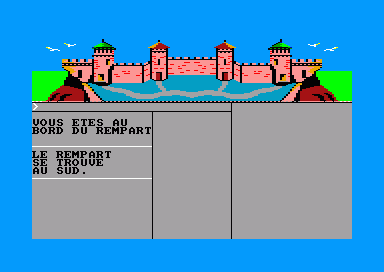 >
VOUS ETES AU
BORD DU REMPART
LE REMPART
SE TROUVE
AU SUD.